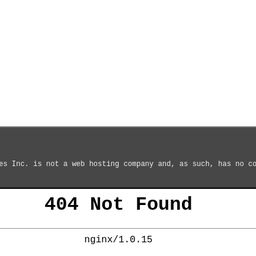 es Inc. is not a web hosting company and, as such, has no co
404 Not Found
nginx/1.0.15